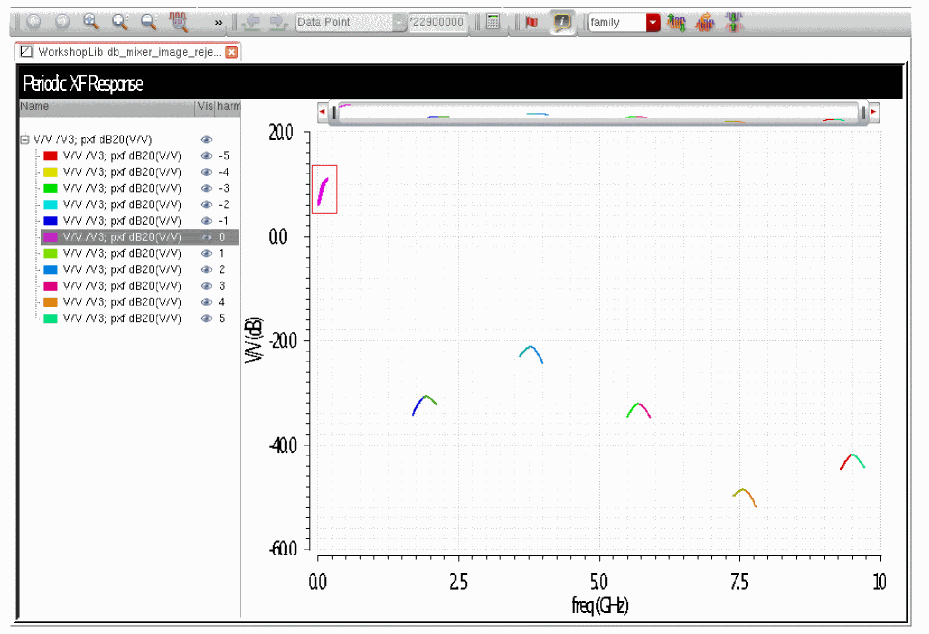 » Data Point "22900000 family
WorkshopLib db_mixer_image_reje...
Periodic XF Response
Name Vis harm
V/V /V3; pxf dB20(V/V)
V/V /V3; pxf dB20(V/V) -5
V/V /V3; pxf dB20(V/V) -4
V/V /V3; pxf dB20(V/V) -3
V/V /V3; pxf dB20(V/V) -2
V/V /V3; pxf dB20(V/V) -1
V/V /V3; pxf dB20(V/V) 0
V/V /V3; pxf dB20(V/V) 1
V/V /V3; pxf dB20(V/V) 2
V/V /V3; pxf dB20(V/V) 3
V/V /V3; pxf dB20(V/V) 4
V/V /V3; pxf dB20(V/V) 5
20.0
0.0
-20.0
-40.0
-60.0
V/V (dB)
0.0 2.5 5.0 7.5 10
freq (GHz)